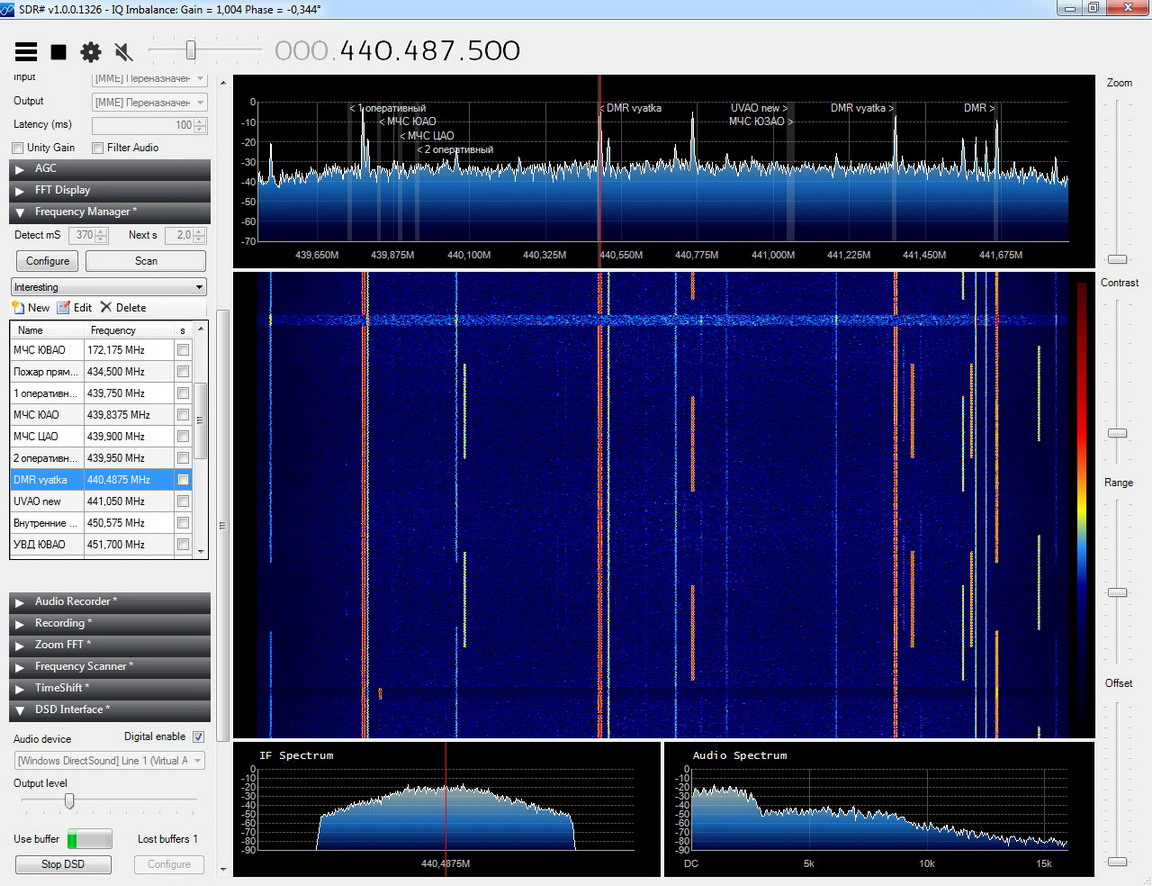 SDR# v1.0.0.1326 - IQ Imbalance: Gain = 1,004 Phase = -0,344°
000.440.487.500
Input [MME] Переназначен
Output [MME] Переназначен
Latency (ms) 100
Unity Gain Filter Audio
AGC
FFT Display
Frequency Manager *
Detect mS 370 Next s 2,0
Configure Scan
Interesting
New Edit Delete
Name Frequency s
МЧС ЮВАО 172,175 MHz
Пожар прям... 434,500 MHz
1 оперативн... 439,750 MHz
МЧС ЮАО 439,8375 MHz
МЧС ЦАО 439,900 MHz
2 оперативн... 439,950 MHz
DMR vyatka 440,4875 MHz
UVAO new 441,050 MHz
Внутренние ... 450,575 MHz
УВД ЮВАО 451,700 MHz
Audio Recorder *
Recording *
Zoom FFT *
Frequency Scanner *
TimeShift *
DSD Interface *
Audio device Digital enable
[Windows DirectSound] Line 1 (Virtual A
Output level
Use buffer Lost buffers 1
Stop DSD Configure
< 1 оперативный < DMR vyatka UVAO new > DMR vyatka > DMR >
< МЧС ЮАО МЧС ЮЗАО >
< МЧС ЦАО
< 2 оперативный
0
-10
-20
-30
-40
-50
-60
-70
439,650M 439,875M 440,100M 440,325M 440,550M 440,775M 441,000M 441,225M 441,450M 441,675M
IF Spectrum
0
-10
-20
-30
-40
-50
-60
-70
-80
-90
440,4875M
Audio Spectrum
0
-10
-20
-30
-40
-50
-60
-70
-80
-90
DC 5k 10k 15k
Zoom
Contrast
Range
Offset